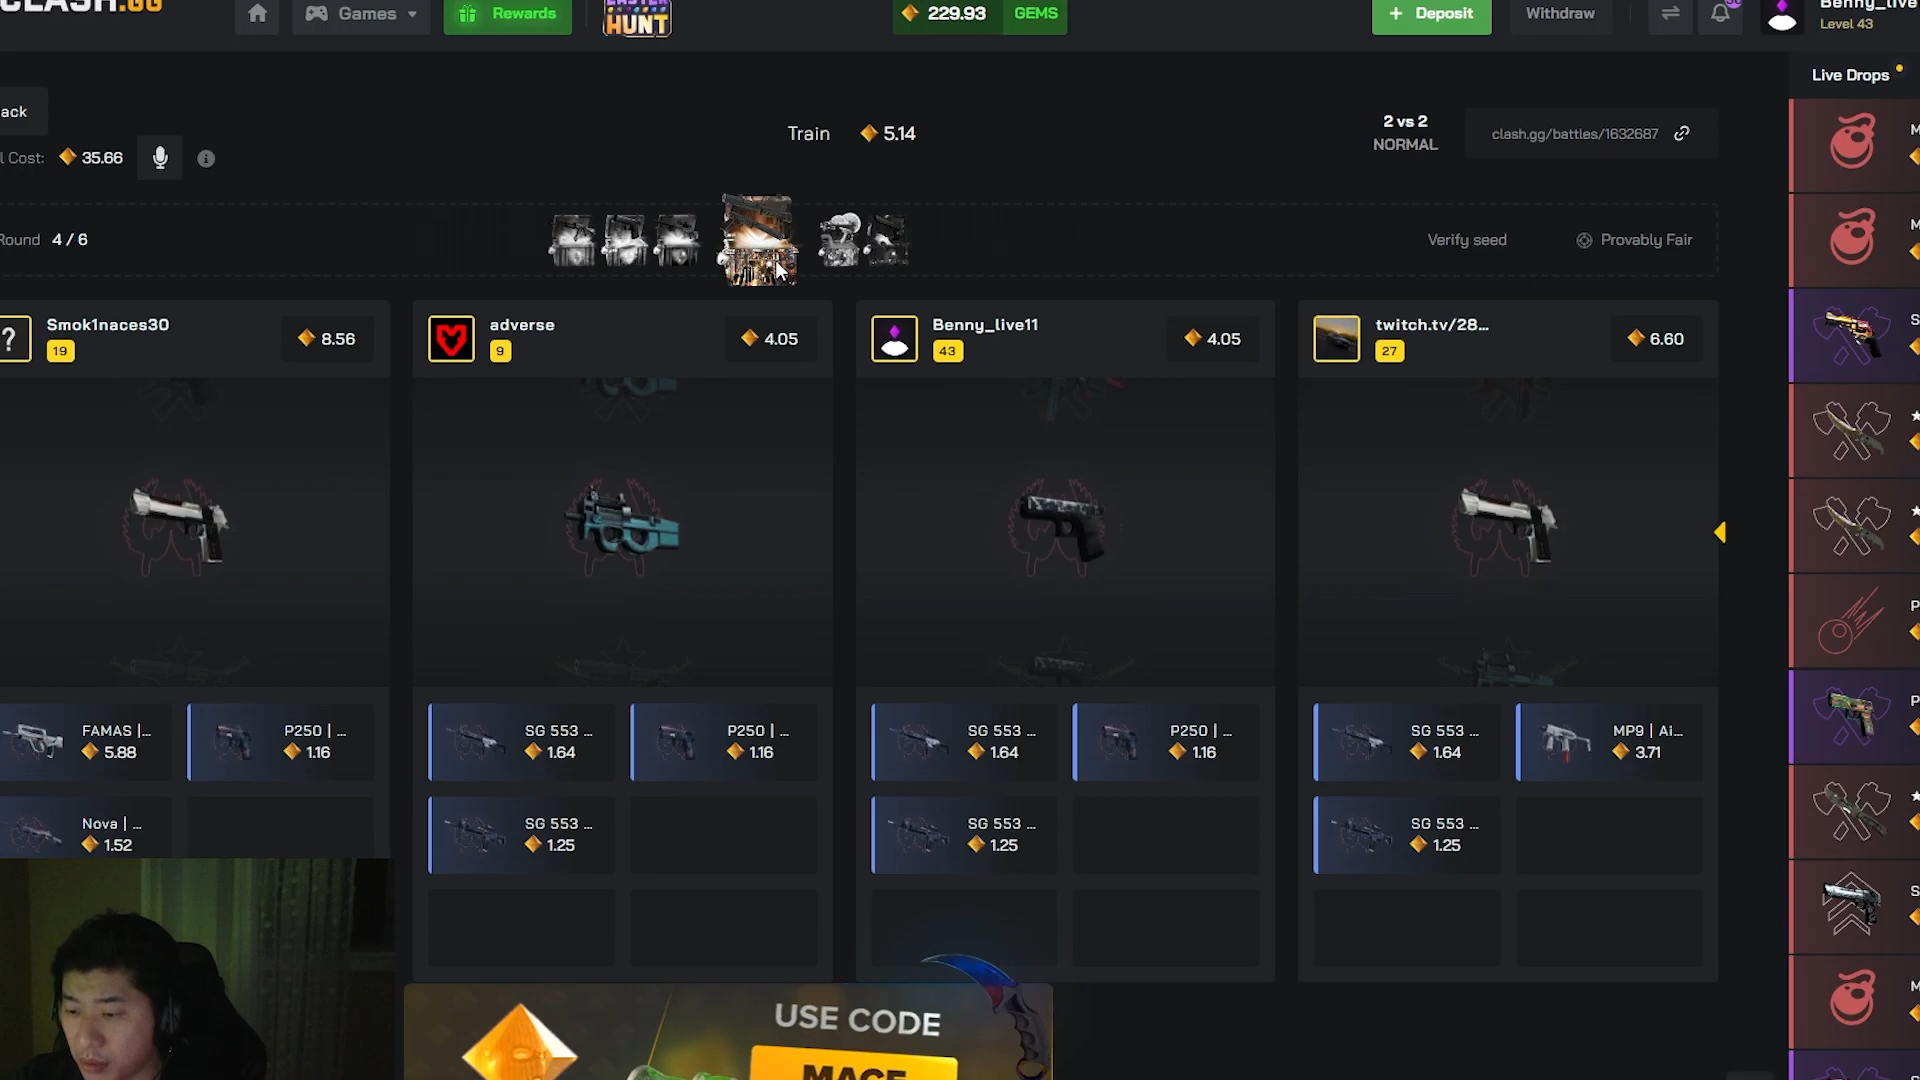 CLASH.GG
Games
Rewards
EASTER
HUNT
229.93
GEMS
+ Deposit
Withdraw
Benny_live
Level 43
ack
Train
5.14
2 vs 2
NORMAL
clash.gg/battles/1632687
Live Drops
l Cost:
35.66
Round 4 / 6
Verify seed
Provably Fair
Smok1naces30
19
8.56
adverse
9
4.05
Benny_live11
43
4.05
twitch.tv/28...
27
6.60
FAMAS |...
5.88
P250 | ...
1.16
SG 553 ...
1.64
P250 | ...
1.16
SG 553 ...
1.64
P250 | ...
1.16
SG 553 ...
1.64
MP9 | Ai...
3.71
Nova | ...
1.52
SG 553 ...
1.25
SG 553 ...
1.25
SG 553 ...
1.25
USE CODE
MACE